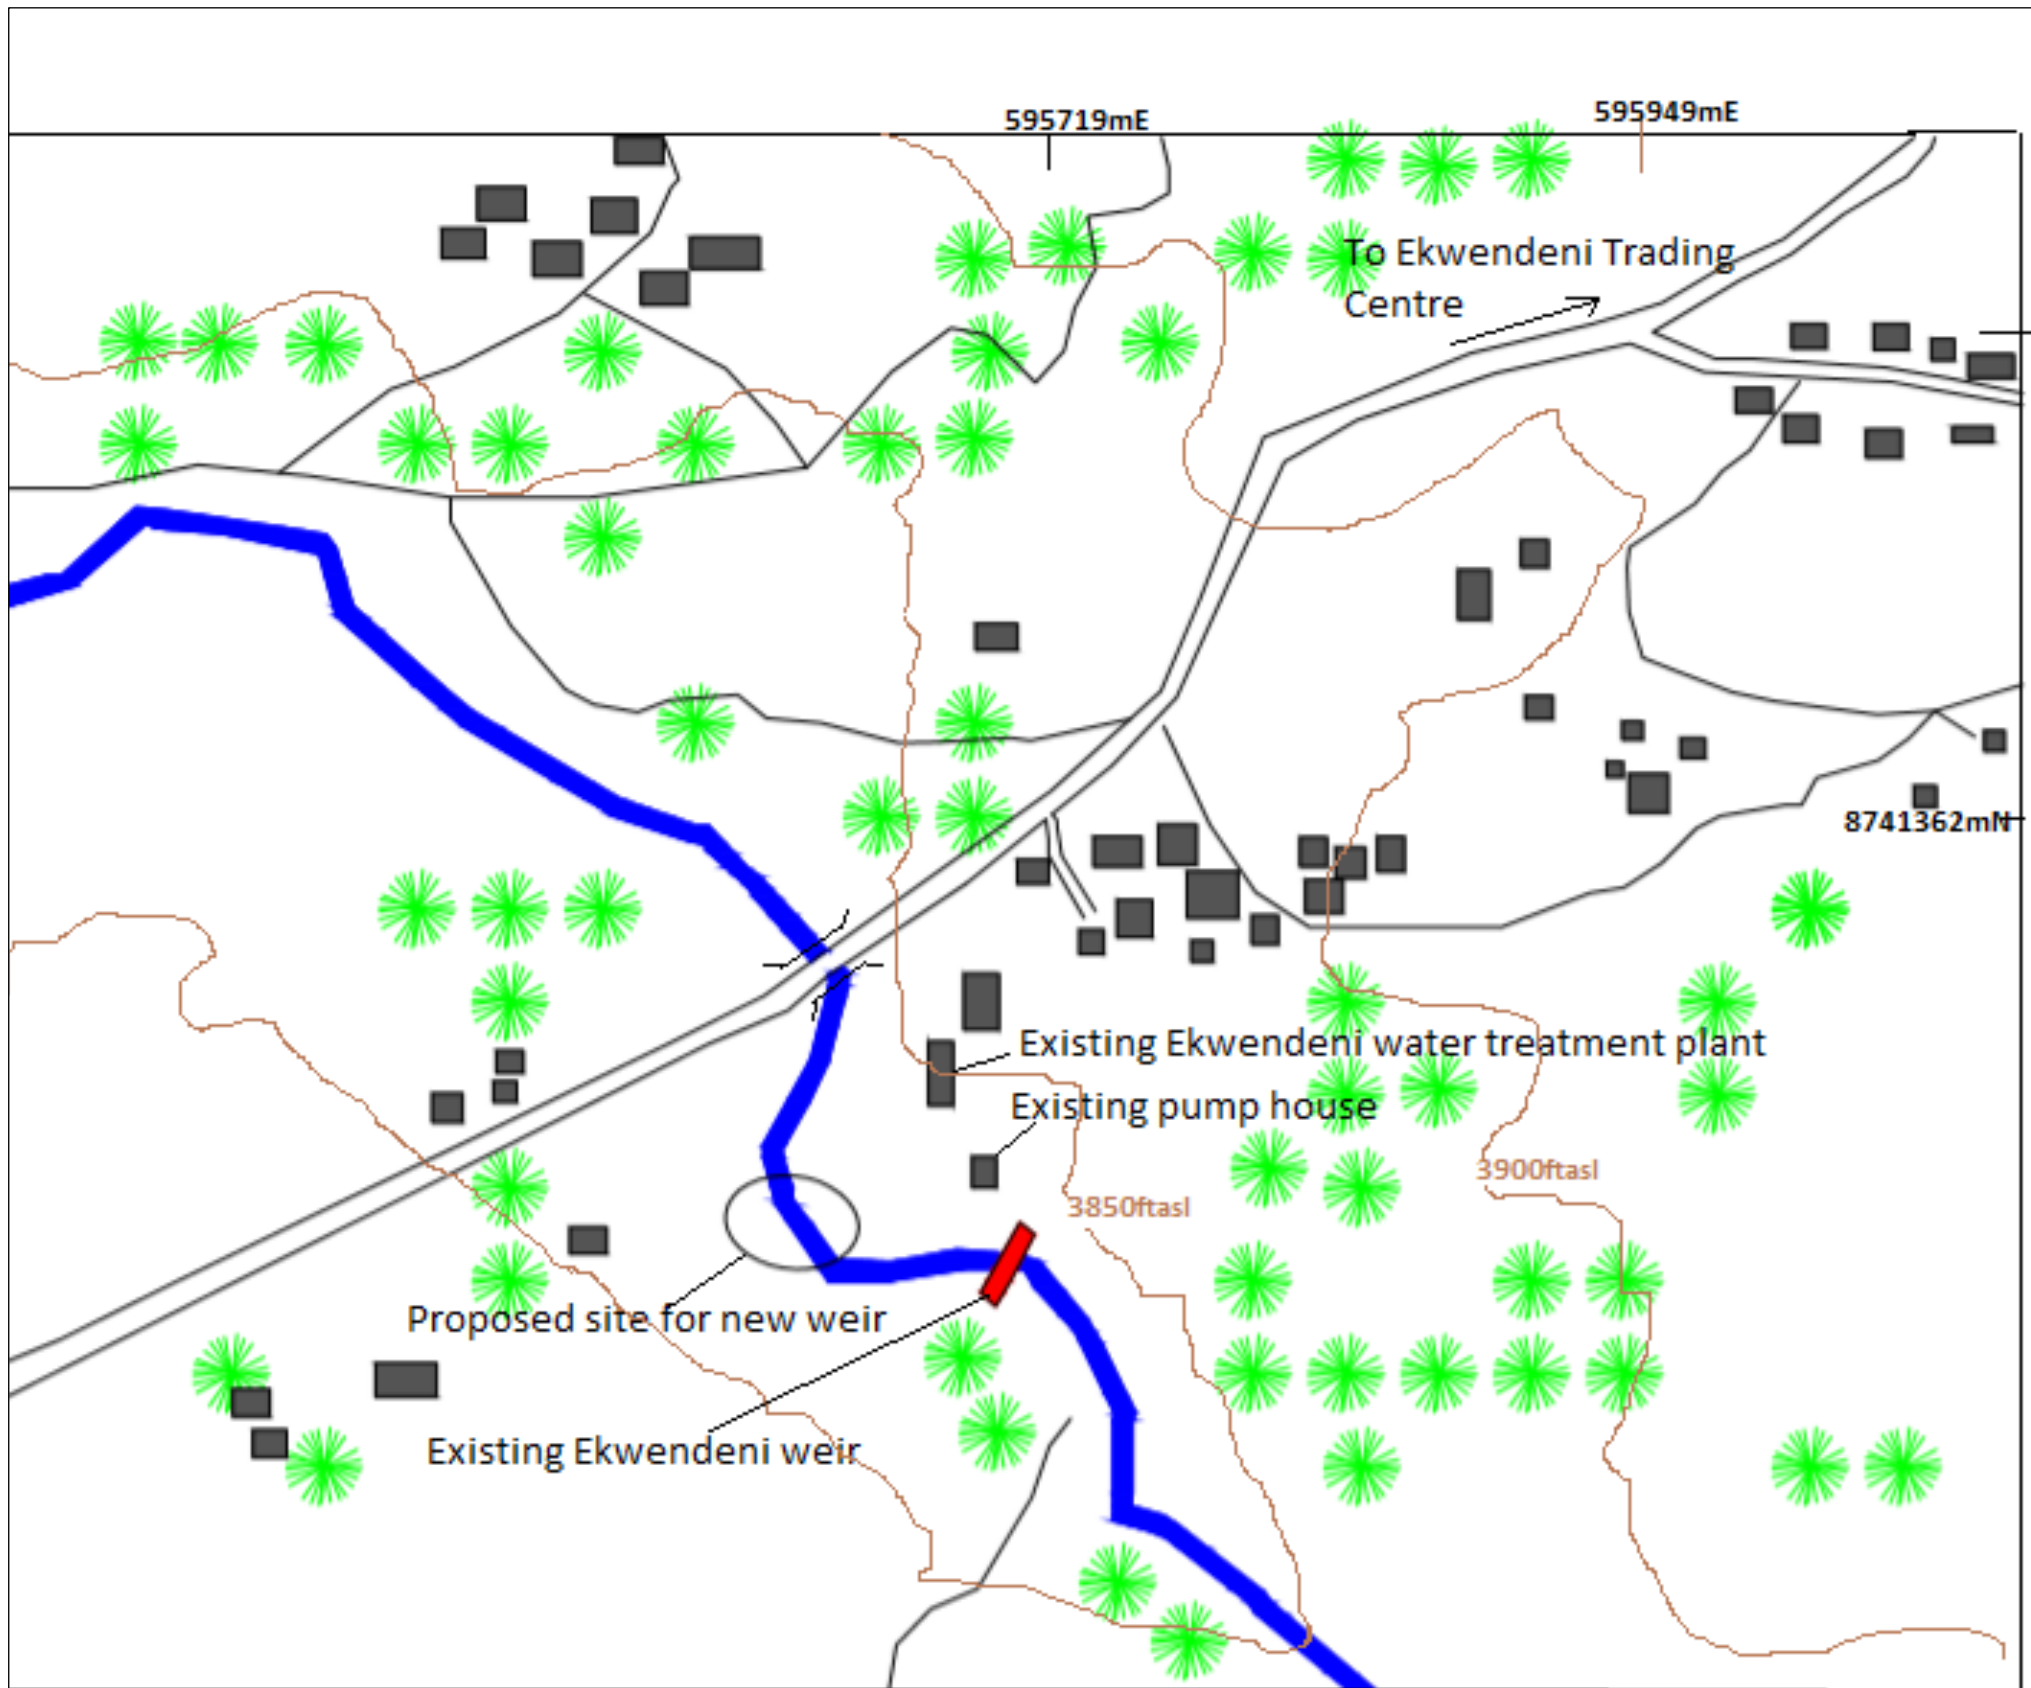 595719mE
595949mE
To Ekwendeni Trading
Centre
8741362mN
Existing Ekwendeni water treatment plant
Existing pump house
3900ftasl
3850ftasl
Proposed site for new weir
Existing Ekwendeni weir